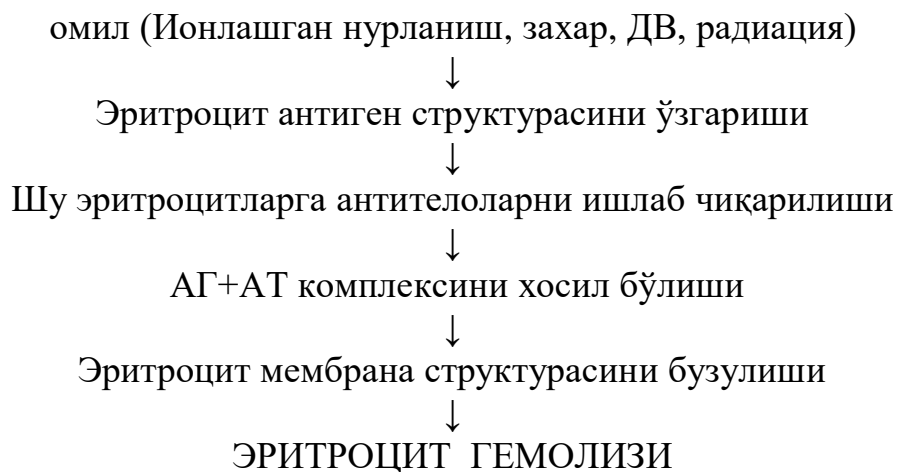 омил (Ионлашган нурланиш, захар, ДВ, радиация)
↓
Эритроцит антиген структурасини ўзгариши
↓
Шу эритроцитларга антителоларни ишлаб чиқарилиши
↓
АГ+АТ комплексини хосил бўлиши
↓
Эритроцит мембрана структурасини бузулиши
↓
ЭРИТРОЦИТ ГЕМОЛИЗИ